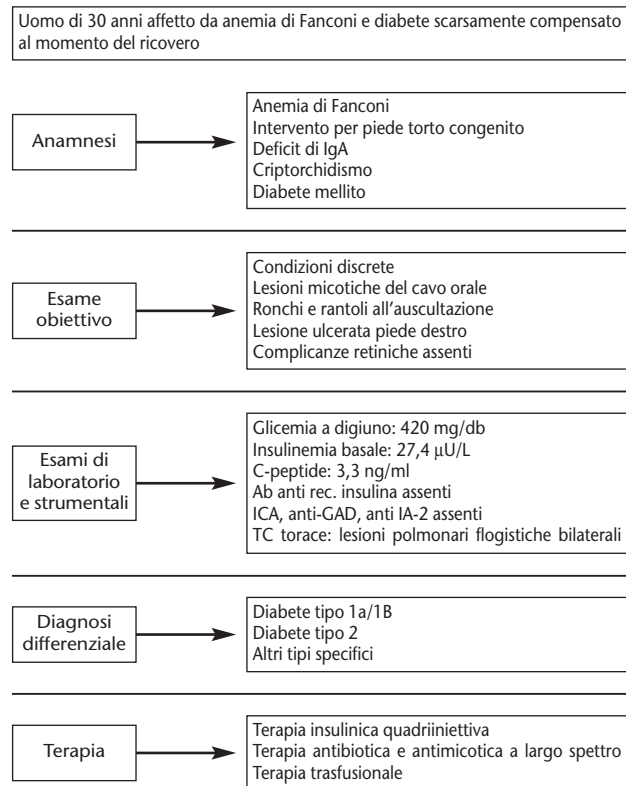 Uomo di 30 anni affetto da anemia di Fanconi e diabete scarsamente compensato
al momento del ricovero
Anamnesi
Anemia di Fanconi
Intervento per piede torto congenito
Deficit di IgA
Criptorchidismo
Diabete mellito
Esame
obiettivo
Condizioni discrete
Lesioni micotiche del cavo orale
Ronchi e rantoli all'auscultazione
Lesione ulcerata piede destro
Complicanze retiniche assenti
Esami di
laboratorio
e strumentali
Glicemia a digiuno: 420 mg/db
Insulinemia basale: 27,4 μU/L
C-peptide: 3,3 ng/ml
Ab anti rec. insulina assenti
ICA, anti-GAD, anti IA-2 assenti
TC torace: lesioni polmonari flogistiche bilaterali
Diagnosi
differenziale
Diabete tipo 1a/1B
Diabete tipo 2
Altri tipi specifici
Terapia
Terapia insulinica quadriiniettiva
Terapia antibiotica e antimicotica a largo spettro
Terapia trasfusionale